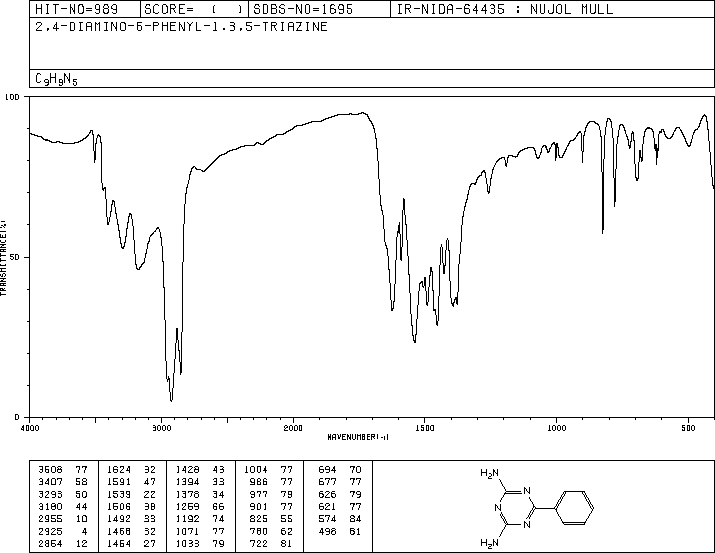 HIT-NO=989 SCORE= ( ) SDBS-NO=1695 IR-NIDA-64435 : NUJOL MULL
2,4-DIAMINO-6-PHENYL-1,3,5-TRIAZINE
C9H9N5
100
TRANSMITTANCE(%)
50
0
4000 3000 2000 1500 1000 500
WAVENUMBER(-1)
3508 77 1624 32 1428 43 1004 77 694 70
3407 58 1591 47 1394 33 986 77 677 77
3293 50 1539 22 1378 34 977 79 626 79
3180 44 1506 38 1259 66 901 77 621 77
2955 10 1492 33 1192 74 825 55 574 84
2925 4 1468 32 1071 77 780 62 498 81
2854 12 1454 27 1033 79 722 81
H2N
N
N
N
H2N